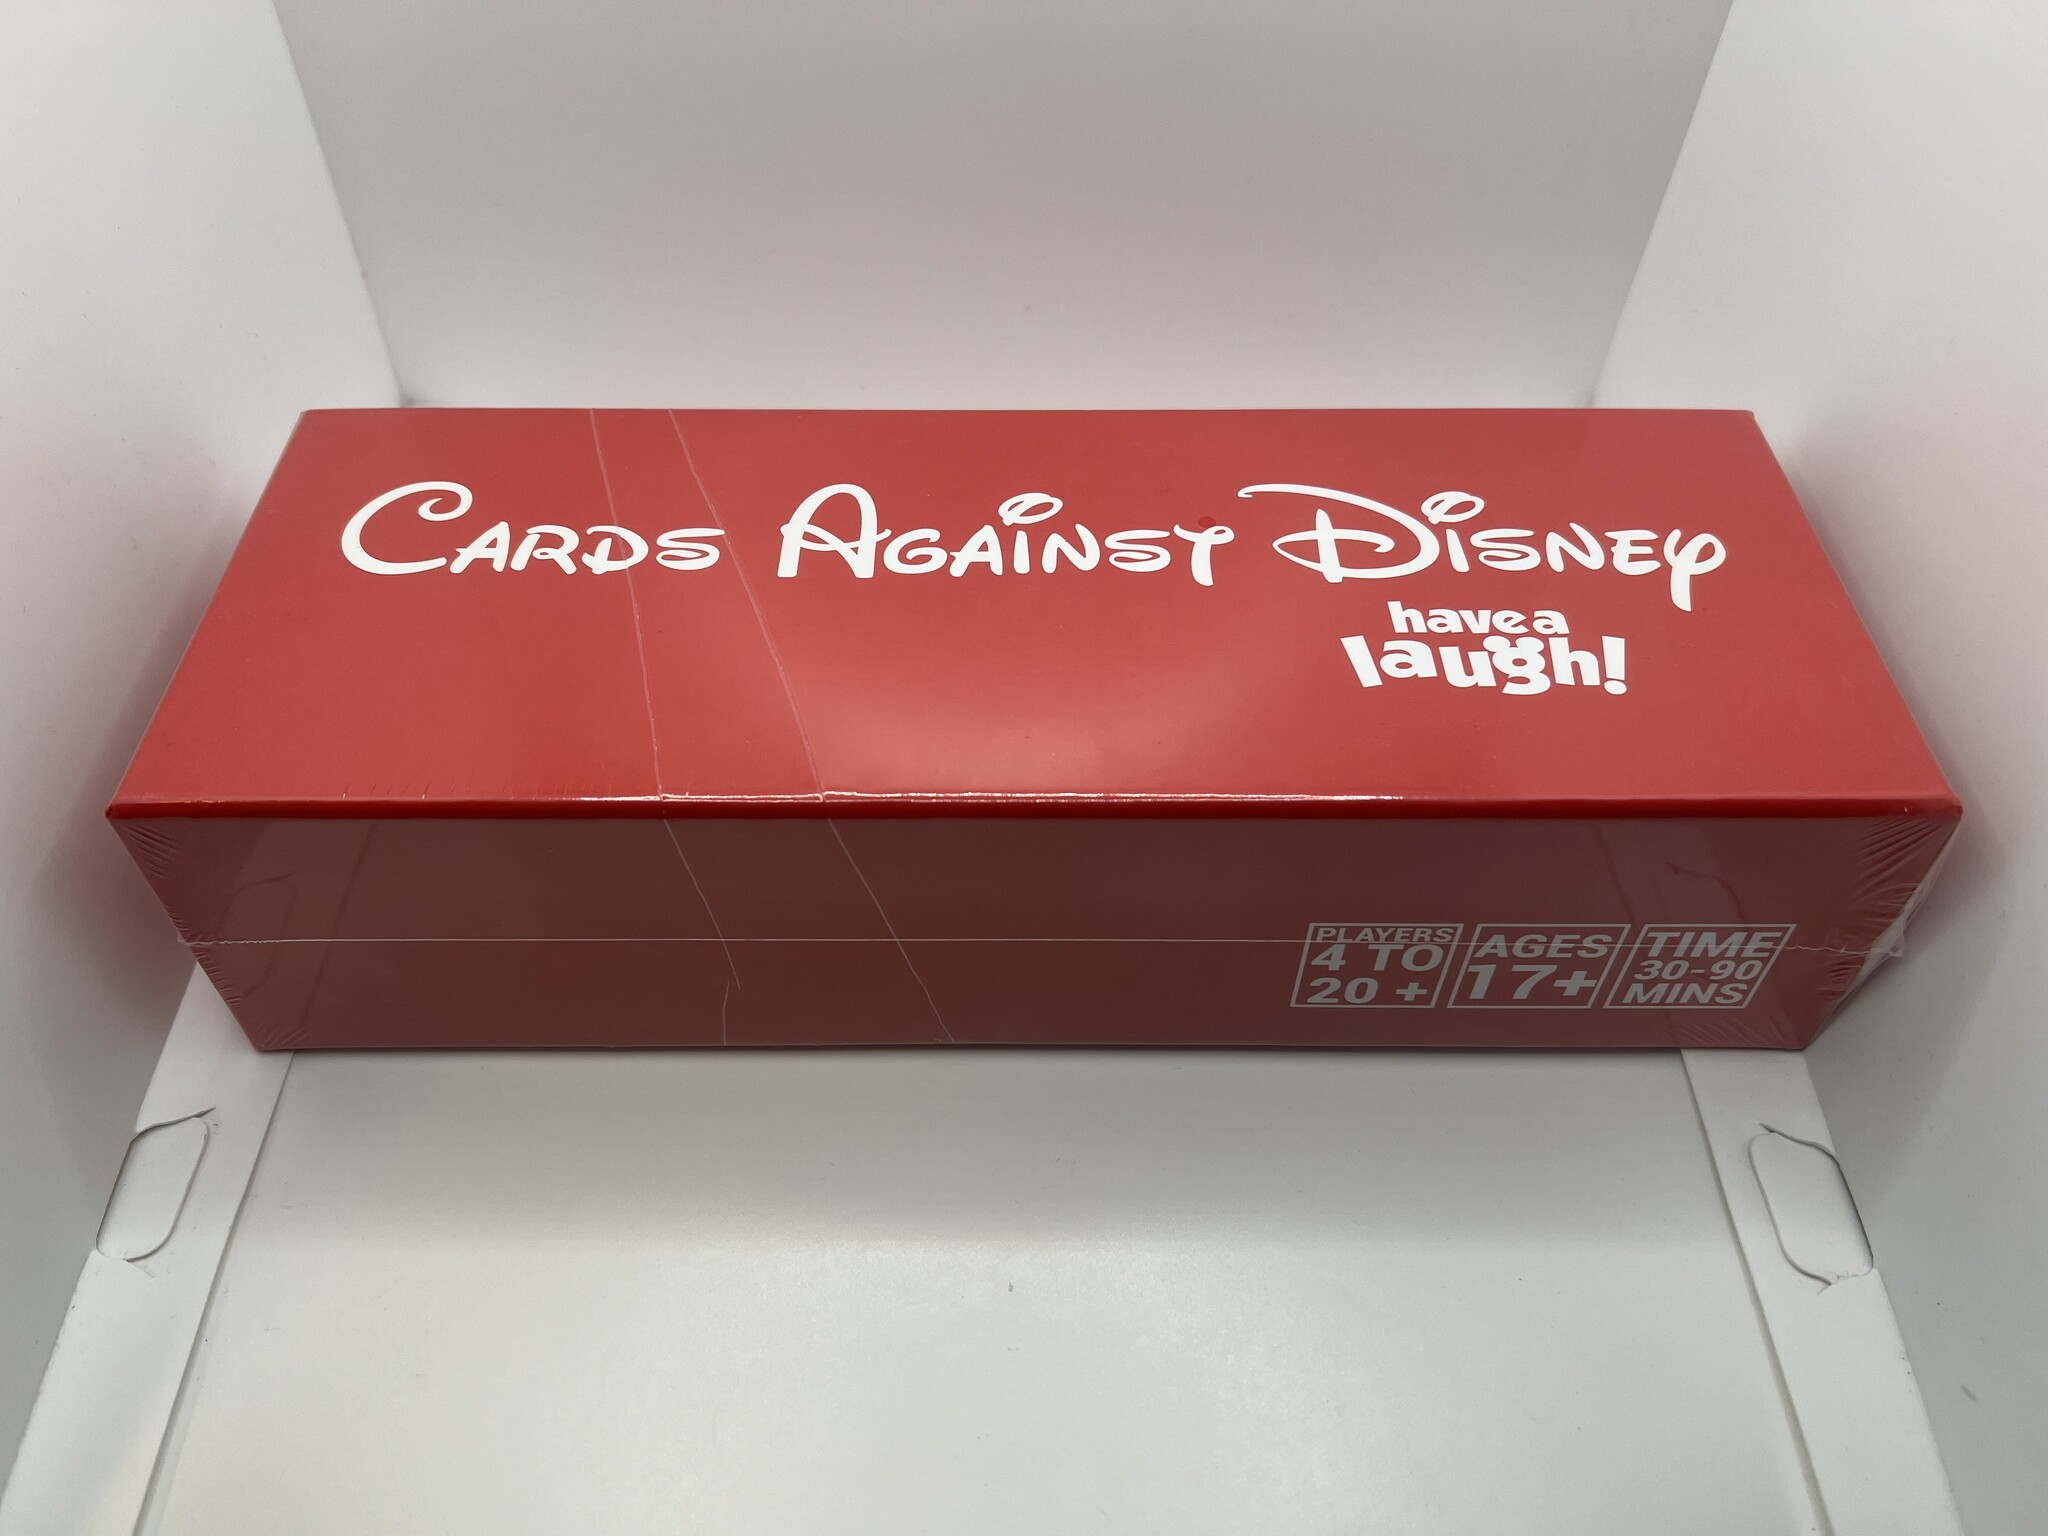 Cards Against Disney
have a
laugh!
PLAYERS
4 TO
20 +
AGES
17+
TIME
30-90
MINS